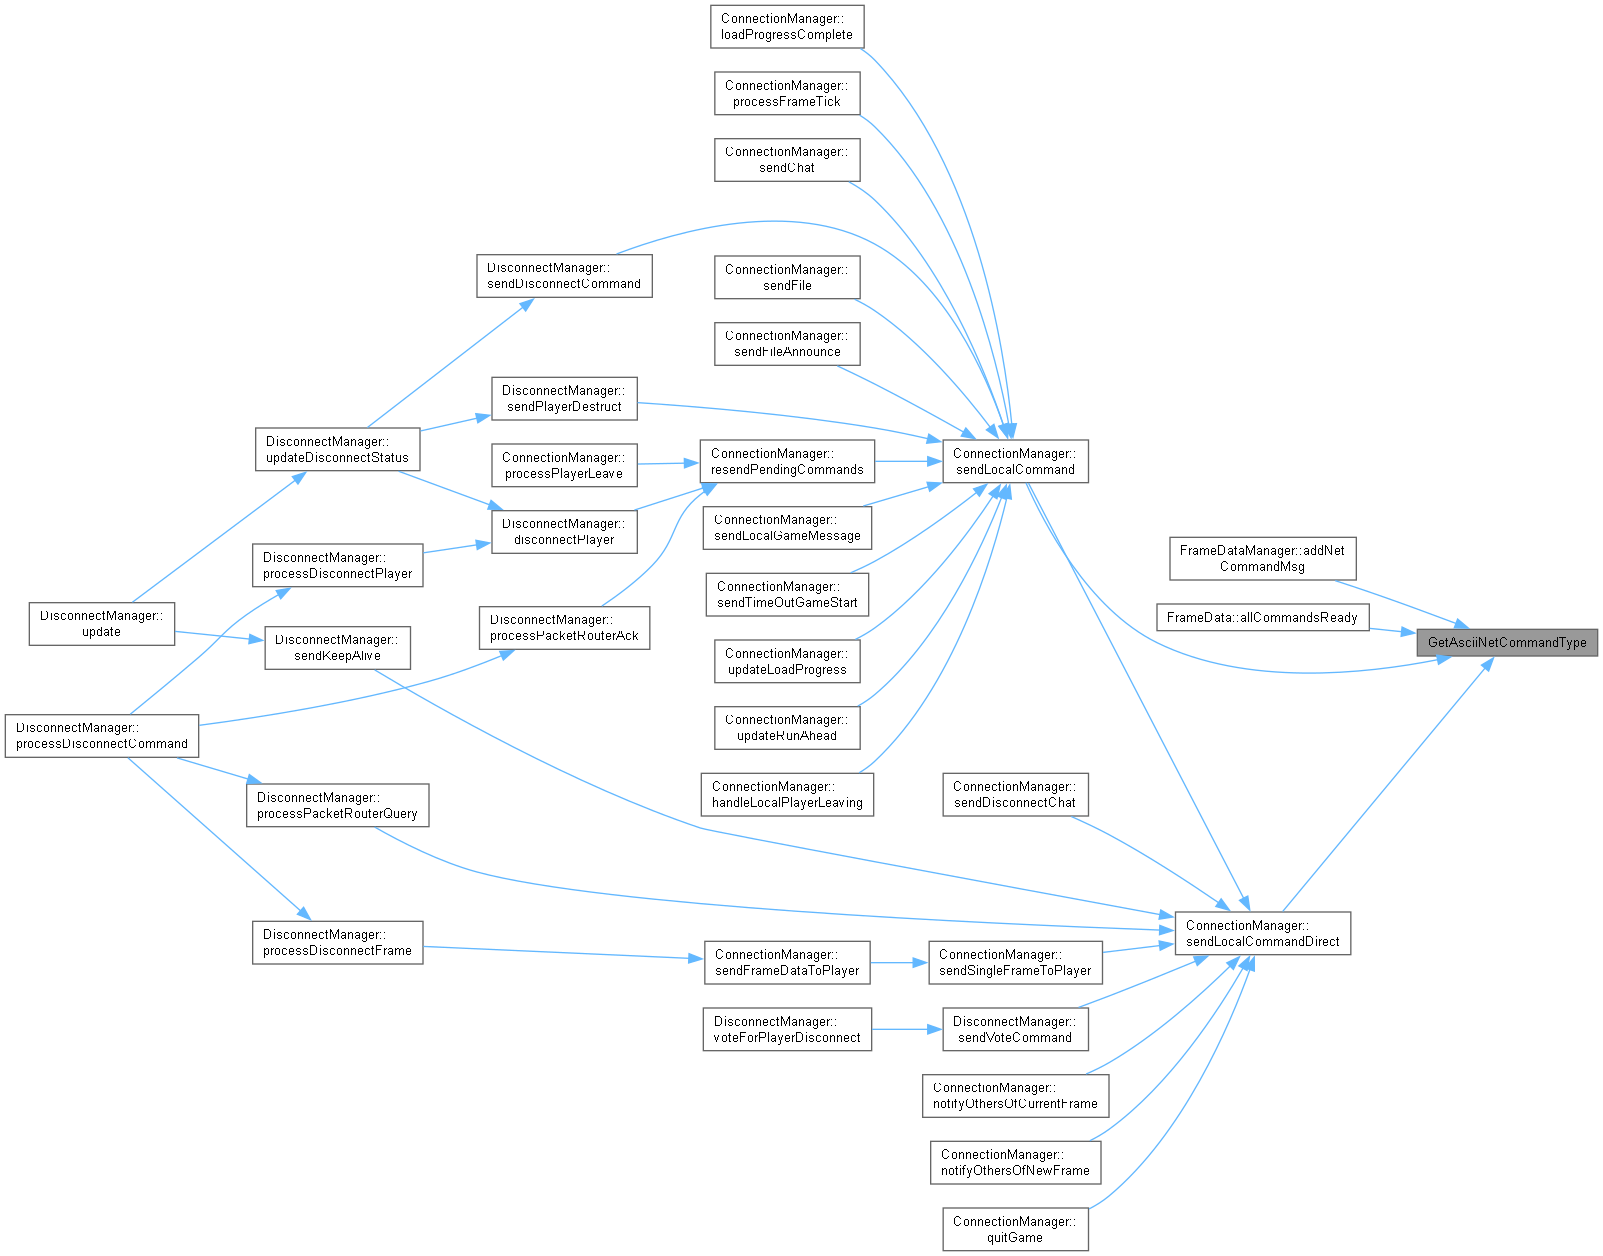 ConnectionManager::
loadProgressComplete
ConnectionManager::
processFrameTick
ConnectionManager::
sendChat
DisconnectManager::
sendDisconnectCommand
ConnectionManager::
sendFile
ConnectionManager::
sendFileAnnounce
DisconnectManager::
sendPlayerDestruct
DisconnectManager::
updateDisconnectStatus
ConnectionManager::
processPlayerLeave
ConnectionManager::
resendPendingCommands
ConnectionManager::
sendLocalCommand
ConnectionManager::
sendLocalGameMessage
DisconnectManager::
disconnectPlayer
DisconnectManager::
processDisconnectPlayer
FrameDataManager::addNet
CommandMsg
ConnectionManager::
sendTimeOutGameStart
DisconnectManager::
update
DisconnectManager::
processPacketRouterAck
FrameData::allCommandsReady
GetAsciiNetCommandType
DisconnectManager::
sendKeepAlive
ConnectionManager::
updateLoadProgress
DisconnectManager::
processDisconnectCommand
ConnectionManager::
updateRunAhead
ConnectionManager::
handleLocalPlayerLeaving
ConnectionManager::
sendDisconnectChat
DisconnectManager::
processPacketRouterQuery
DisconnectManager::
processDisconnectFrame
ConnectionManager::
sendLocalCommandDirect
ConnectionManager::
sendFrameDataToPlayer
ConnectionManager::
sendSingleFrameToPlayer
DisconnectManager::
voteForPlayerDisconnect
DisconnectManager::
sendVoteCommand
ConnectionManager::
notifyOthersOfCurrentFrame
ConnectionManager::
notifyOthersOfNewFrame
ConnectionManager::
quitGame